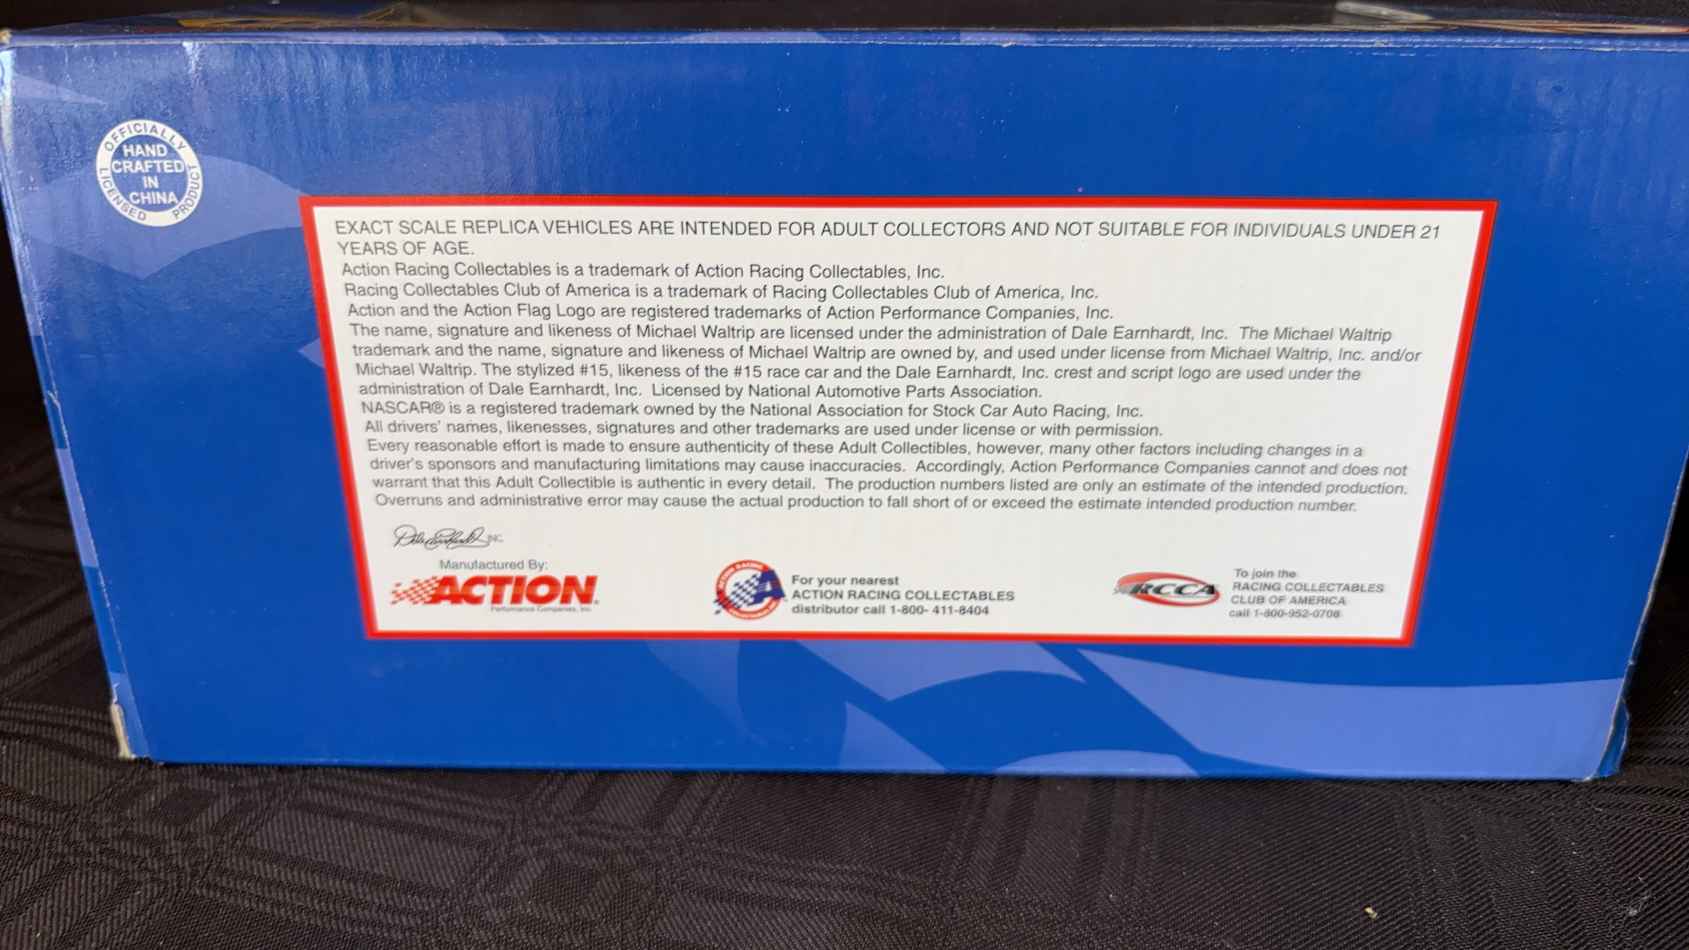 OFFICIALLY LICENSED PRODUCT
HAND
CRAFTED
IN
CHINA
EXACT SCALE REPLICA VEHICLES ARE INTENDED FOR ADULT COLLECTORS AND NOT SUITABLE FOR INDIVIDUALS UNDER 21
YEARS OF AGE.
Action Racing Collectables is a trademark of Action Racing Collectables, Inc.
Racing Collectables Club of America is a trademark of Racing Collectables Club of America, Inc.
Action and the Action Flag Logo are registered trademarks of Action Performance Companies, Inc.
The name, signature and likeness of Michael Waltrip are licensed under the administration of Dale Earnhardt, Inc. The Michael Waltrip
trademark and the name, signature and likeness of Michael Waltrip are owned by, and used under license from Michael Waltrip, Inc. and/or
Michael Waltrip. The stylized #15, likeness of the #15 race car and the Dale Earnhardt, Inc. crest and script logo are used under the
administration of Dale Earnhardt, Inc. Licensed by National Automotive Parts Association.
NASCAR® is a registered trademark owned by the National Association for Stock Car Auto Racing, Inc.
All drivers' names, likenesses, signatures and other trademarks are used under license or with permission.
Every reasonable effort is made to ensure authenticity of these Adult Collectibles, however, many other factors including changes in a
driver's sponsors and manufacturing limitations may cause inaccuracies. Accordingly, Action Performance Companies cannot and does not
warrant that this Adult Collectible is authentic in every detail. The production numbers listed are only an estimate of the intended production.
Overruns and administrative error may cause the actual production to fall short of or exceed the estimate intended production number.
Dale Earnhardt INC.
Manufactured By:
ACTION
Performance Companies, Inc.
ACTION RACING
A
For your nearest
ACTION RACING COLLECTABLES
distributor call 1-800- 411-8404
RCCA
To join the
RACING COLLECTABLES
CLUB OF AMERICA
call 1-800-952-0708